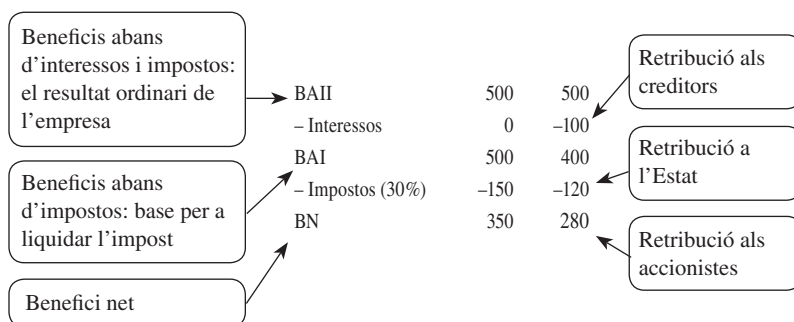 Beneficis abans
d’interessos i impostos:
el resultat ordinari de
l’empresa
Beneficis abans
d’impostos: base per a
liquidar l’impost
Benefici net
BAII 500 500
– Interessos 0 –100
BAI 500 400
– Impostos (30%) –150 –120
BN 350 280
Retribució als
creditors
Retribució a
l’Estat
Retribució als
accionistes